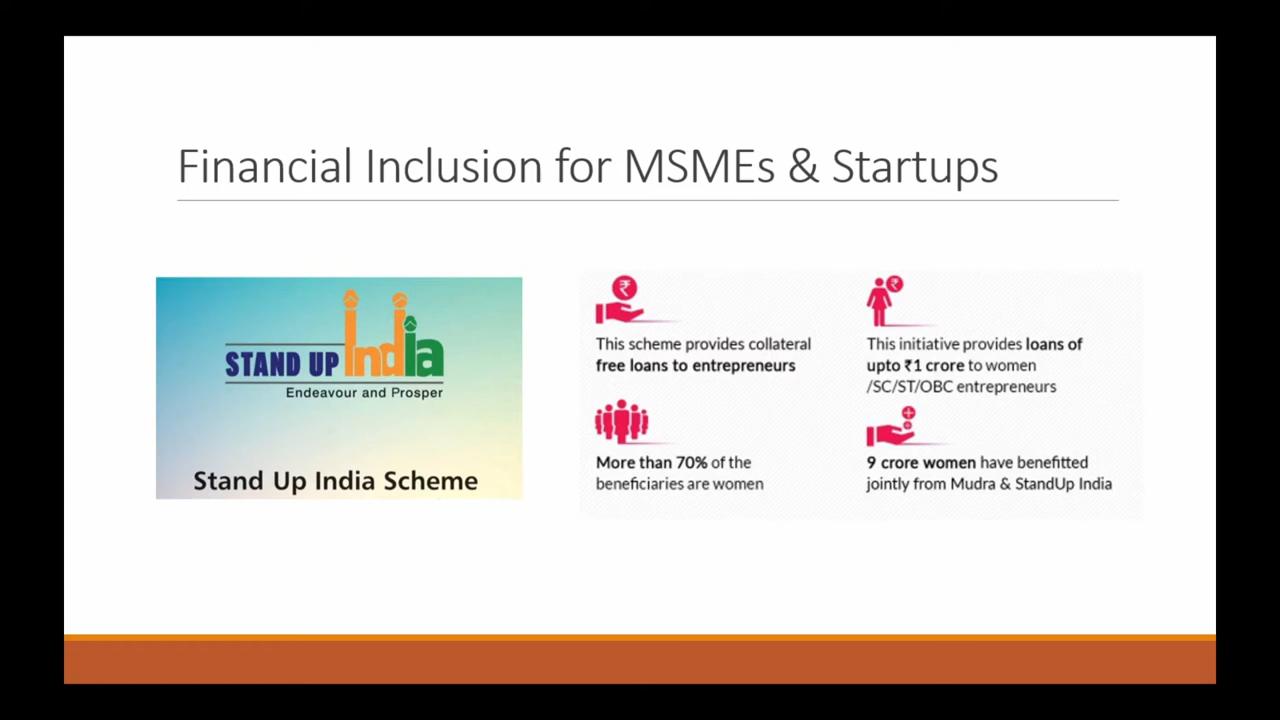 Financial Inclusion for MSMEs & Startups
STAND UP India
Endeavour and Prosper
Stand Up India Scheme
₹
This scheme provides collateral
free loans to entrepreneurs
₹
This initiative provides loans of
upto ₹1 crore to women
/SC/ST/OBC entrepreneurs
More than 70% of the
beneficiaries are women
9 crore women have benefitted
jointly from Mudra & StandUp India